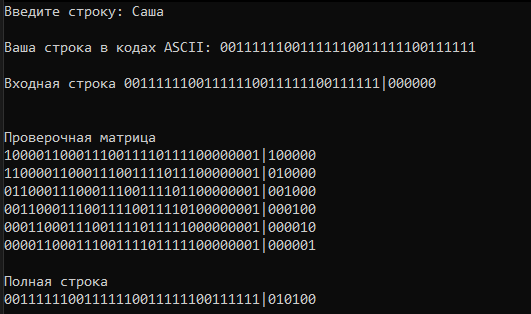 Введите строку: Саша
Ваша строка в кодах ASCII: 00111111001111110011111100111111
Входная строка 00111111001111110011111100111111|000000
Проверочная матрица
10000110001110011110111100000001|100000
11000011000111001111011100000001|010000
01100011100011100111101100000001|001000
00110001110011110011110100000001|000100
00011000111001111011111000000001|000010
00001100011100111101111100000001|000001
Полная строка
00111111001111110011111100111111|010100